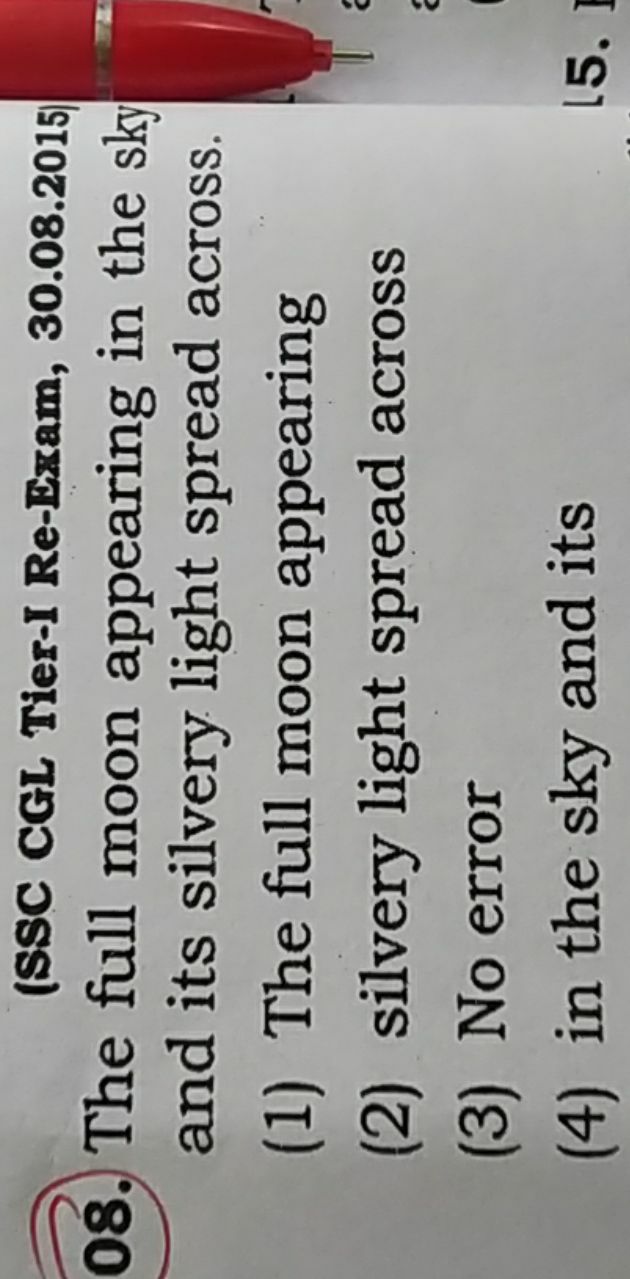 (SSC CGL Tier-I Re-Exam, 30.08.2015)
08. The full moon appearing in the sky
and its silvery light spread across.
(1) The full moon appearing
(2) silvery light spread across
(3) No error
(4) in the sky and its
15.